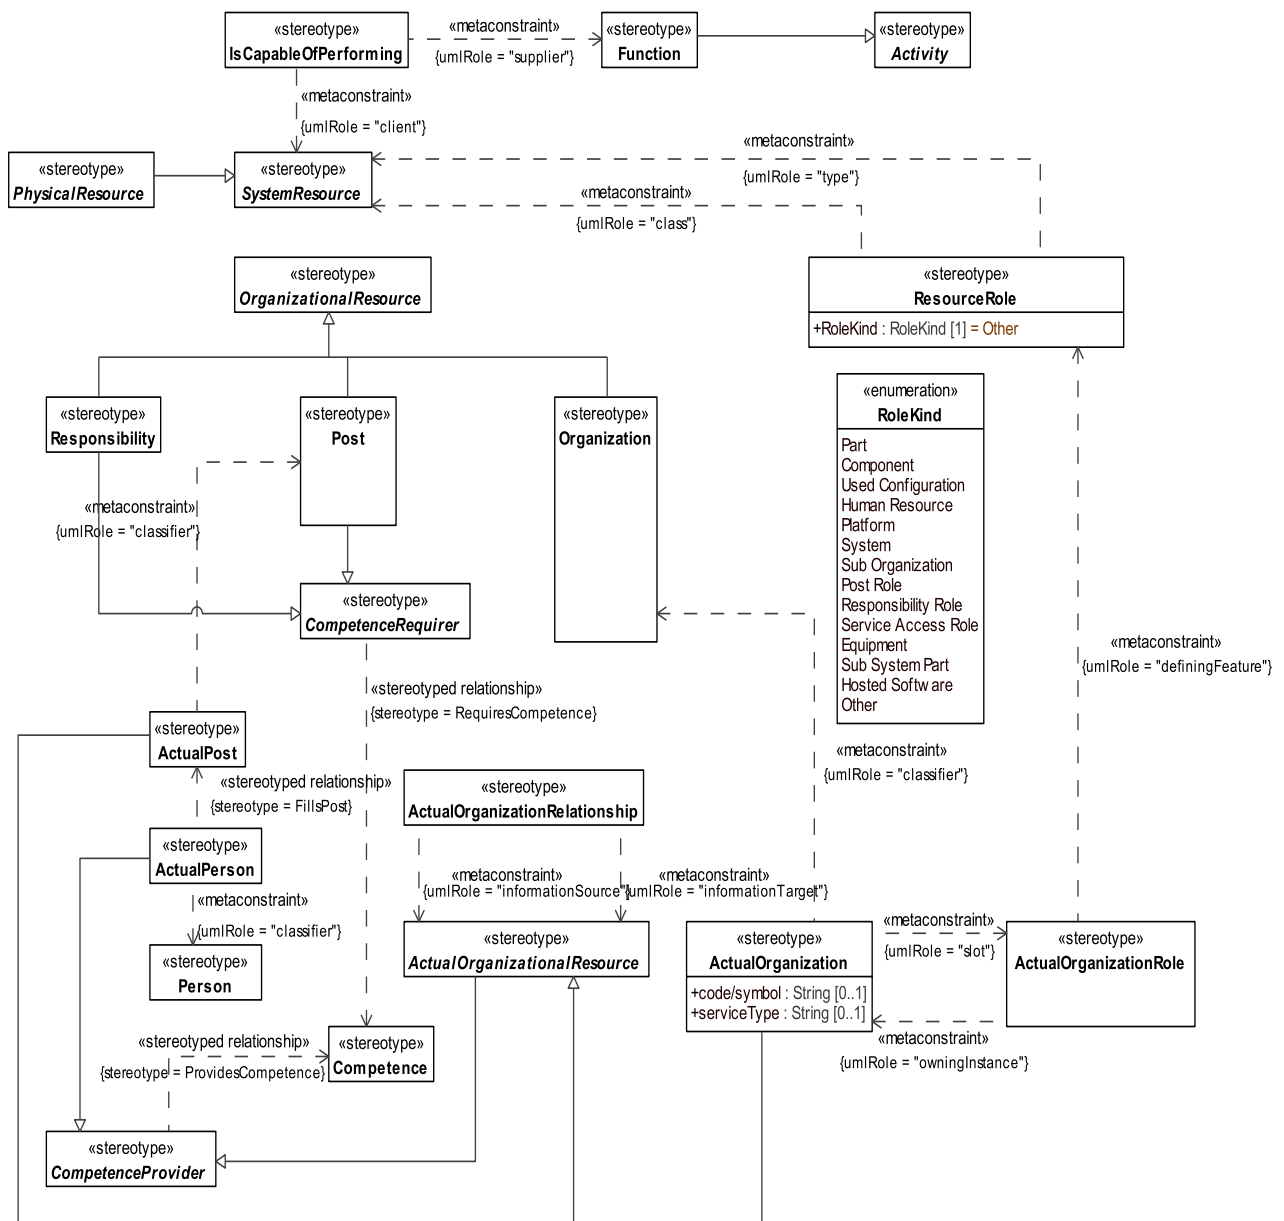 «stereotype»
IsCapableOfPerforming
«metaconstraint»
{umlRole = "supplier"}
«stereotype»
Function
«stereotype»
Activity
«metaconstraint»
{umlRole = "client"}
«stereotype»
PhysicalResource
«stereotype»
SystemResource
«metaconstraint»
{umlRole = "type"}
«metaconstraint»
{umlRole = "class"}
«stereotype»
OrganizationalResource
«stereotype»
ResourceRole
+RoleKind : RoleKind [1] = Other
«stereotype»
Responsibility
«stereotype»
Post
«stereotype»
Organization
«enumeration»
RoleKind
Part
Component
Used Configuration
Human Resource
Platform
System
Sub Organization
Post Role
Responsibility Role
Service Access Role
Equipment
Sub System Part
Hosted Software
Other
«metaconstraint»
{umlRole = "classifier"}
«stereotype»
CompetenceRequirer
«metaconstraint»
{umlRole = "definingFeature"}
«stereotyped relationship»
{stereotype = RequiresCompetence}
«stereotype»
ActualPost
«metaconstraint»
{umlRole = "classifier"}
«stereotyped relationship»
{stereotype = FillsPost}
«stereotype»
ActualOrganizationRelationship
«stereotype»
ActualPerson
«metaconstraint»
{umlRole = "informationSource"}
«metaconstraint»
{umlRole = "informationTarget"}
«metaconstraint»
{umlRole = "classifier"}
«stereotype»
Person
«stereotype»
ActualOrganizationalResource
«stereotype»
ActualOrganization
+code/symbol : String [0..1]
+serviceType : String [0..1]
«metaconstraint»
{umlRole = "slot"}
«stereotype»
ActualOrganizationRole
«metaconstraint»
{umlRole = "owningInstance"}
«stereotyped relationship»
{stereotype = ProvidesCompetence}
«stereotype»
Competence
«stereotype»
CompetenceProvider